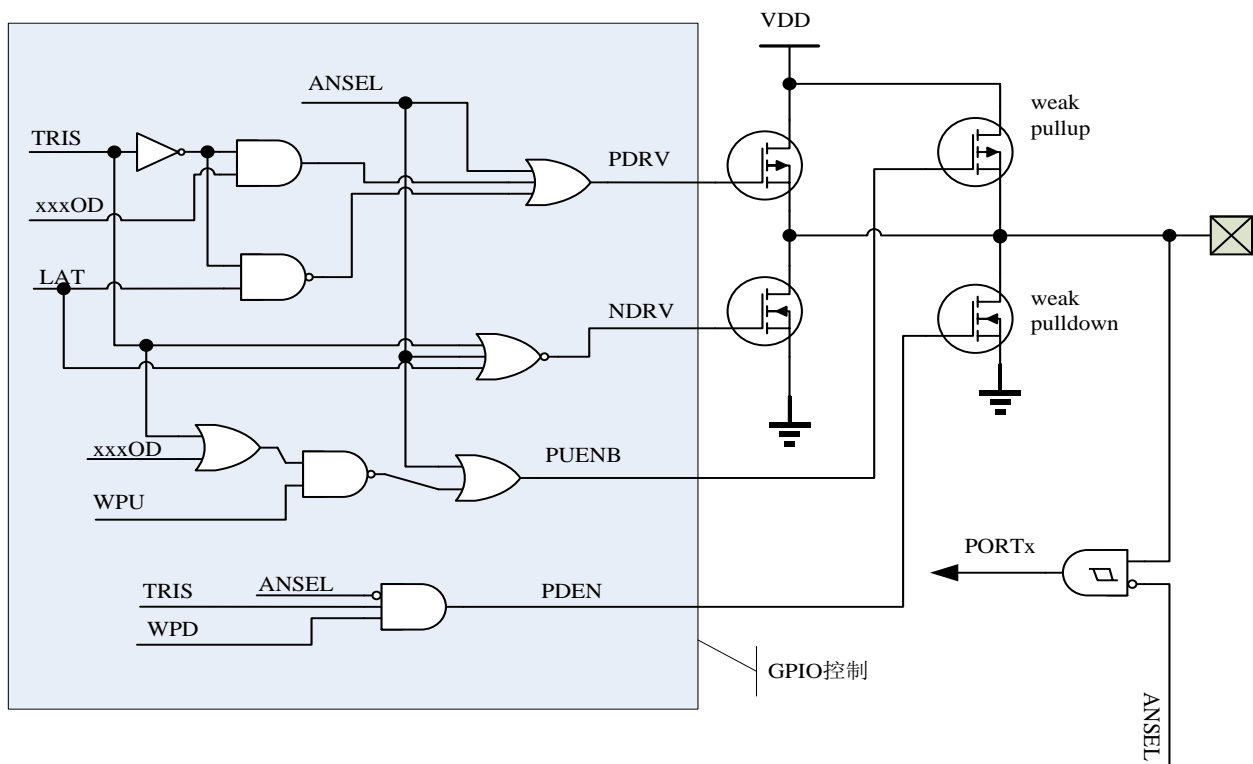 VDD
ANSEL
weak
pullup
TRIS
PDRV
xxxOD
LAT
NDRV
weak
pulldown
xxxOD
PUENB
WPU
PORTx
ANSEL
TRIS
PDEN
WPD
GPIO控制
ANSEL